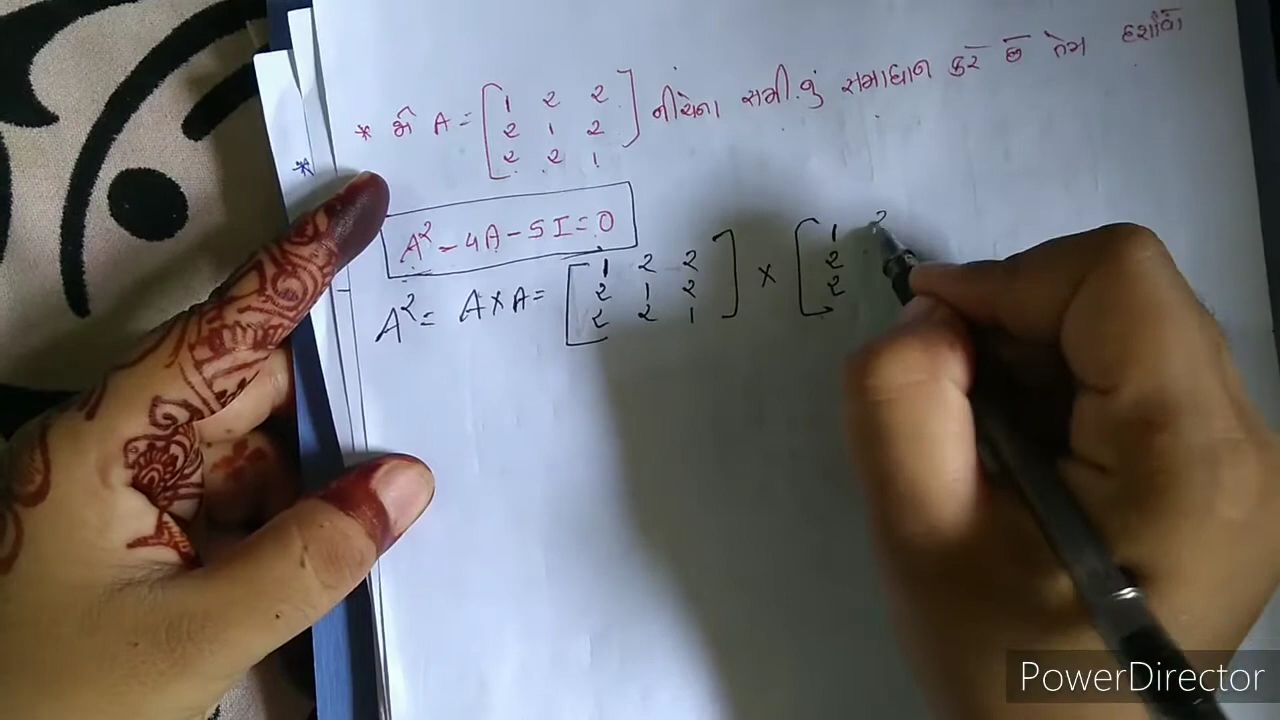 * જો A = [1 2 2 નીચેના સમી.નું સમાધાન કરે છે તેમ દર્શાવો
2 1 2
2 2 1]
*
A² - 4A - 5I = 0
A² = A × A = [1 2 2 × [1 2
2 1 2 2
2 2 1] 2
PowerDirector